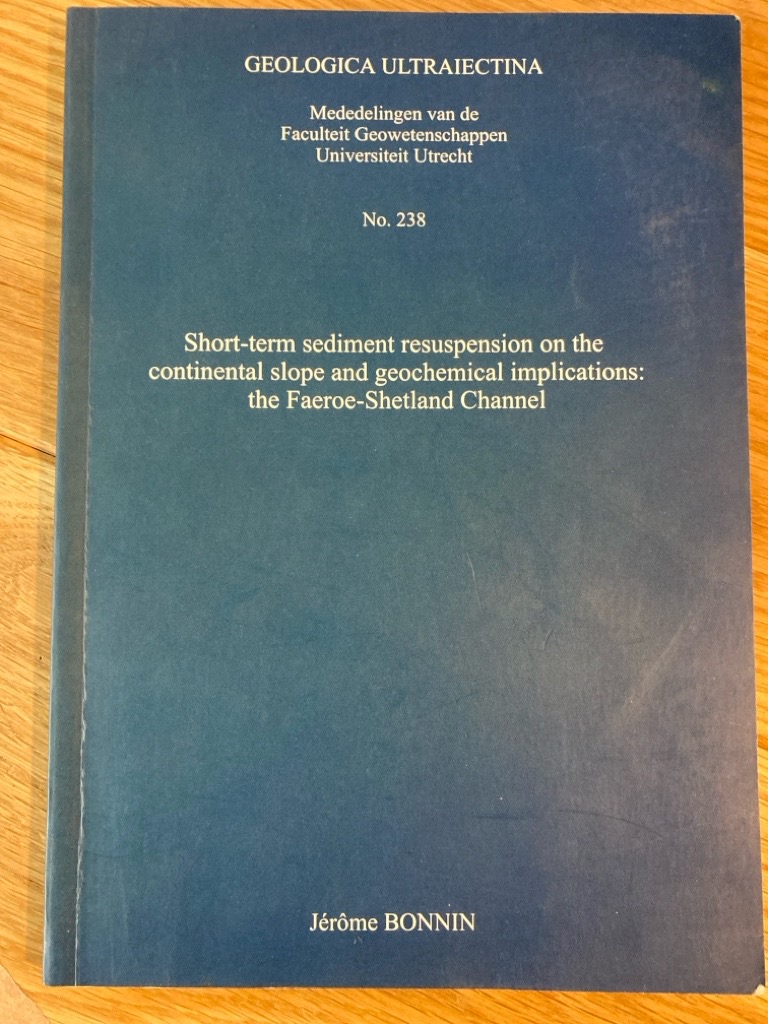 GEOLOGICA ULTRAIECTINA
Mededelingen van de
Faculteit Geowetenschappen
Universiteit Utrecht
No. 238
Short-term sediment resuspension on the
continental slope and geochemical implications:
the Faeroe-Shetland Channel
Jérôme BONNIN